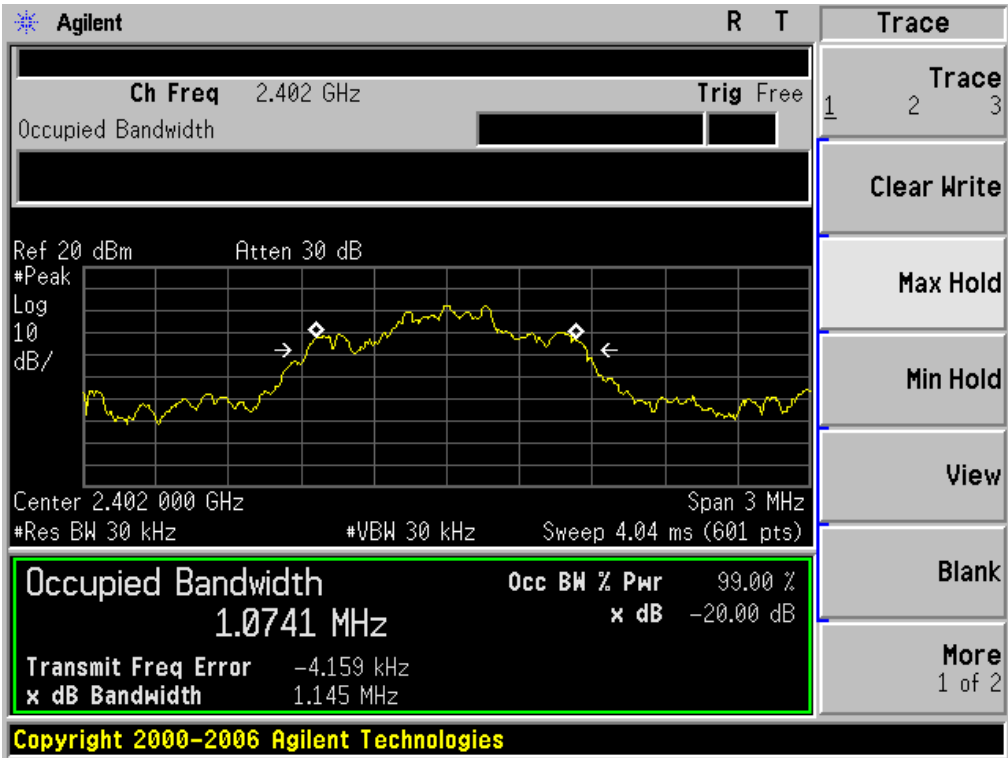 Agilent R T
Trace
Ch Freq 2.402 GHz Trig Free
Occupied Bandwidth
Trace
1 2 3
Clear Write
Max Hold
Min Hold
View
Blank
More
1 of 2
Ref 20 dBm Atten 30 dB
#Peak
Log
10
dB/
Center 2.402 000 GHz Span 3 MHz
#Res BW 30 kHz #VBW 30 kHz Sweep 4.04 ms (601 pts)
Occupied Bandwidth
1.0741 MHz
Occ BW % Pwr 99.00 %
x dB -20.00 dB
Transmit Freq Error -4.159 kHz
x dB Bandwidth 1.145 MHz
Copyright 2000-2006 Agilent Technologies